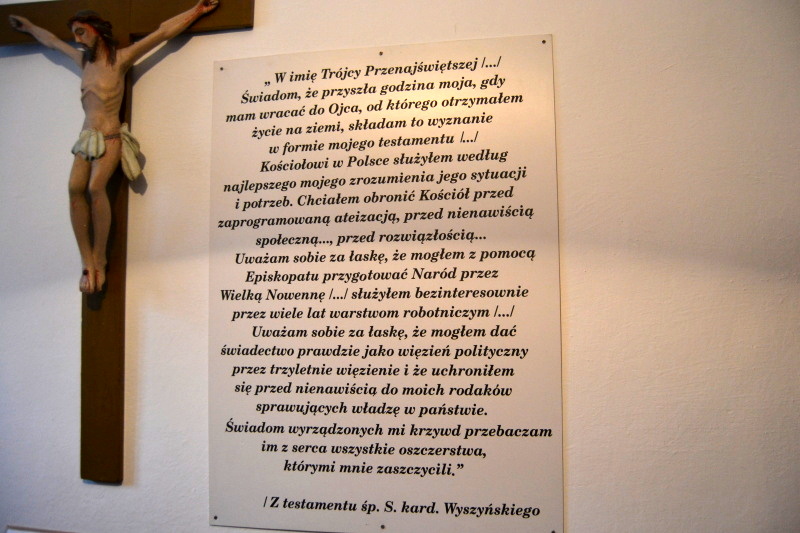 „ W imię Trójcy Przenajświętszej /.../
Świadom, że przyszła godzina moja, gdy
mam wracać do Ojca, od którego otrzymałem
życie na ziemi, składam to wyznanie
w formie mojego testamentu /.../
Kościołowi w Polsce służyłem według
najlepszego mojego zrozumienia jego sytuacji
i potrzeb. Chciałem obronić Kościół przed
zaprogramowaną ateizacją, przed nienawiścią
społeczną..., przed rozwiązłością...
Uważam sobie za łaskę, że mogłem z pomocą
Episkopatu przygotować Naród przez
Wielką Nowennę /.../ służyłem bezinteresownie
przez wiele lat warstwom robotniczym /.../
Uważam sobie za łaskę, że mogłem dać
świadectwo prawdzie jako więzień polityczny
przez trzyletnie więzienie i że uchroniłem
się przed nienawiścią do moich rodaków
sprawujących władzę w państwie.
Świadom wyrządzonych mi krzywd przebaczam
im z serca wszystkie oszczerstwa,
którymi mnie zaszczycili.”
/ Z testamentu śp. S. kard. Wyszyńskiego